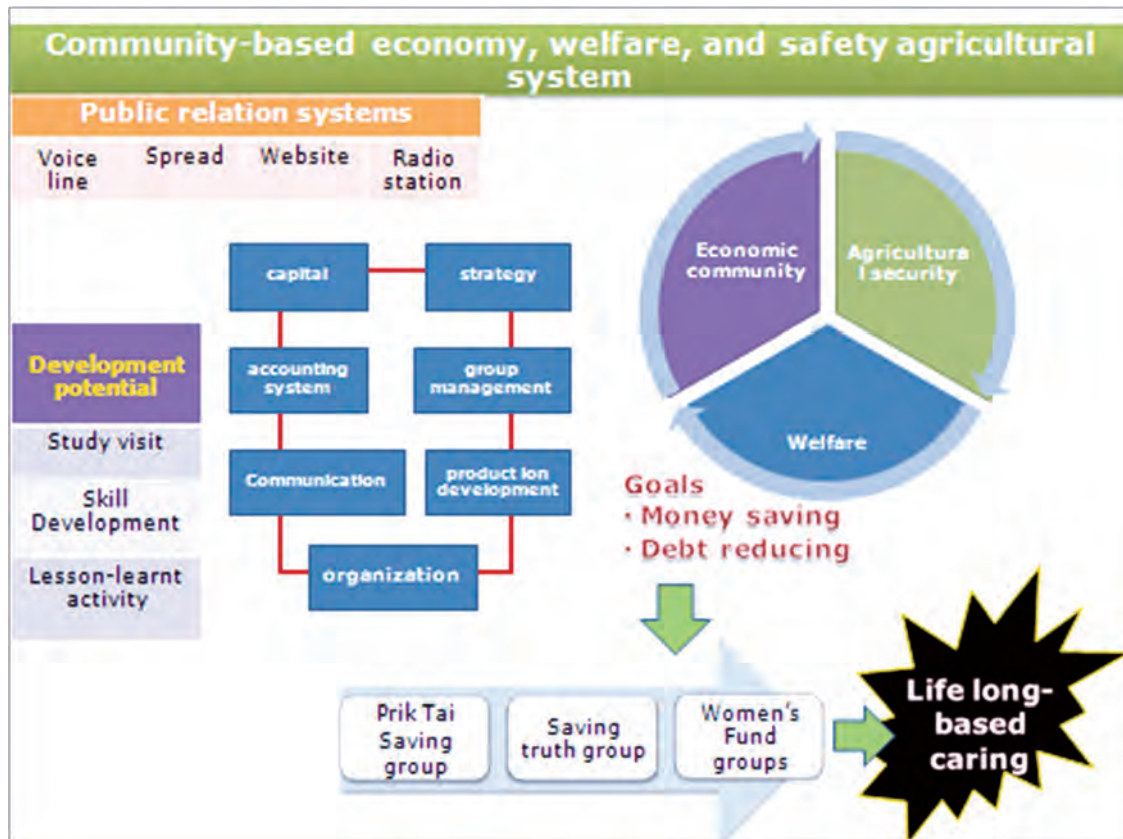 Community-based economy, welfare, and safety agricultural
system
Public relation systems
Voice
line
Spread
Website
Radio
station
capital
strategy
Development
potential
accounting
system
group
management
Study visit
Communication
product ion
development
Skill
Development
Lesson-learnt
activity
organization
Economic
community
Agricultura
l security
Welfare
Goals
· Money saving
· Debt reducing
Prik Tai
Saving
group
Saving
truth group
Women's
Fund
groups
Life long-
based
caring